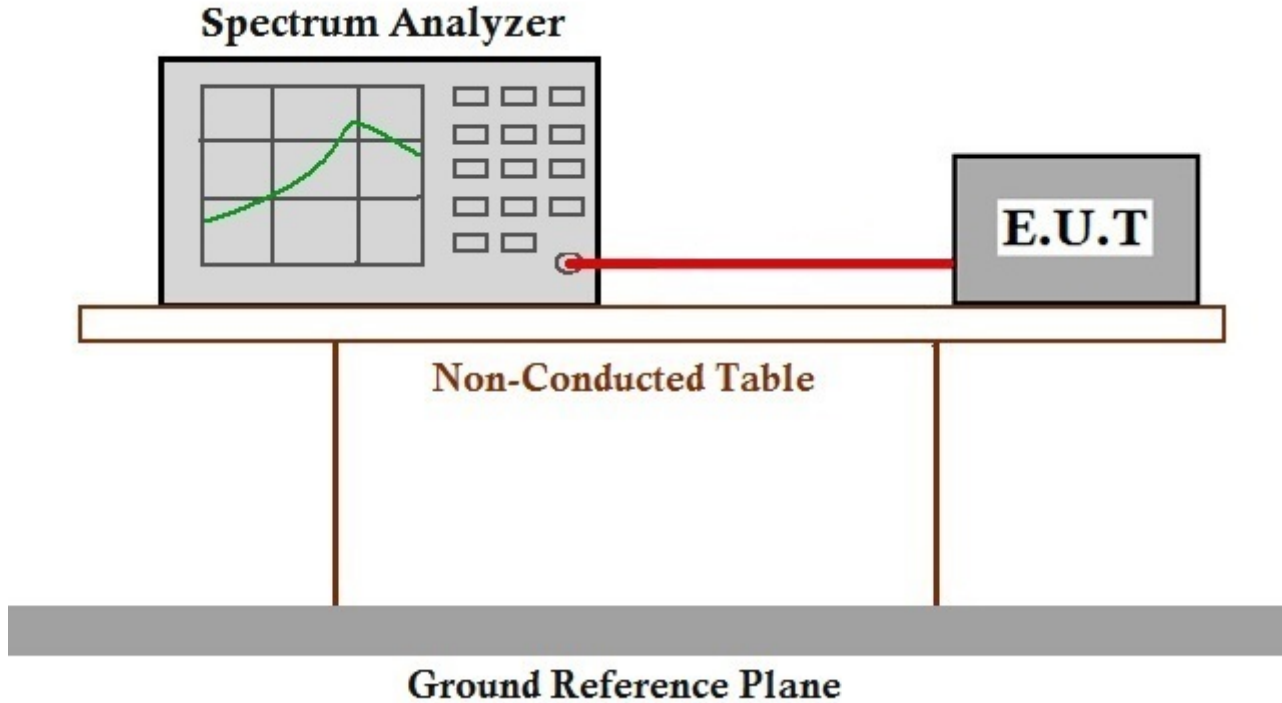 Spectrum Analyzer
E.U.T
Non-Conducted Table
Ground Reference Plane